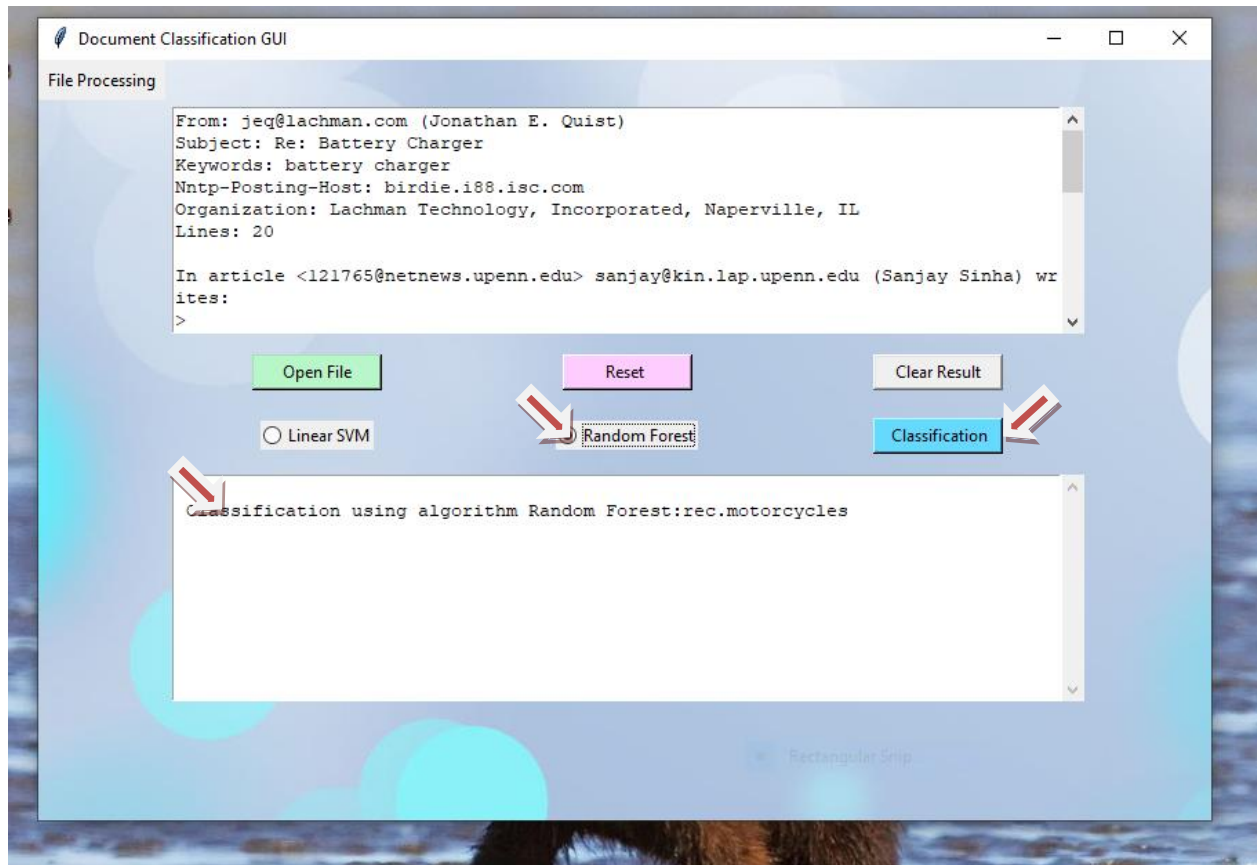 Document Classification GUI
File Processing
From: jeq@lachman.com (Jonathan E. Quist)
Subject: Re: Battery Charger
Keywords: battery charger
Nntp-Posting-Host: birdie.i88.isc.com
Organization: Lachman Technology, Incorporated, Naperville, IL
Lines: 20
In article <121765@netnews.upenn.edu> sanjay@kin.lap.upenn.edu (Sanjay Sinha) wr
ites:
>
Open File Reset Clear Result
Linear SVM Random Forest Classification
Classification using algorithm Random Forest:rec.motorcycles
Rectangular Snip